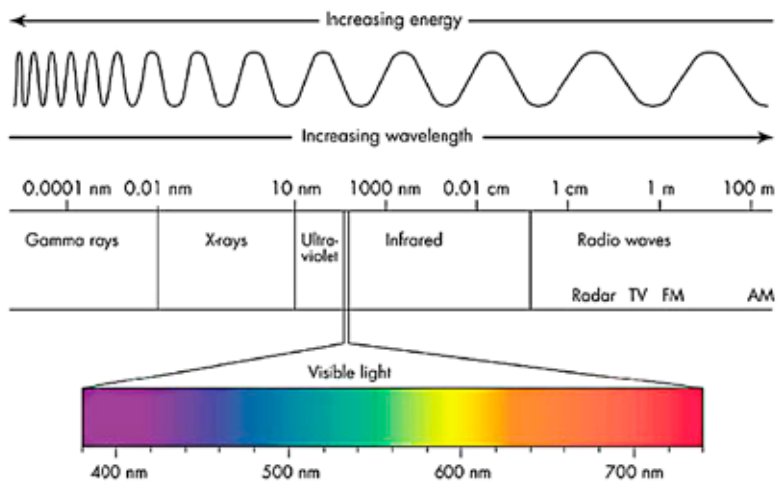 Increasing energy
Increasing wavelength
0.0001 nm 0.01 nm 10 nm 1000 nm 0.01 cm 1 cm 1 m 100 m
Gamma rays X-rays Ultra- Infrared Radio waves
violet
Radar TV FM AM
Visible light
400 nm 500 nm 600 nm 700 nm